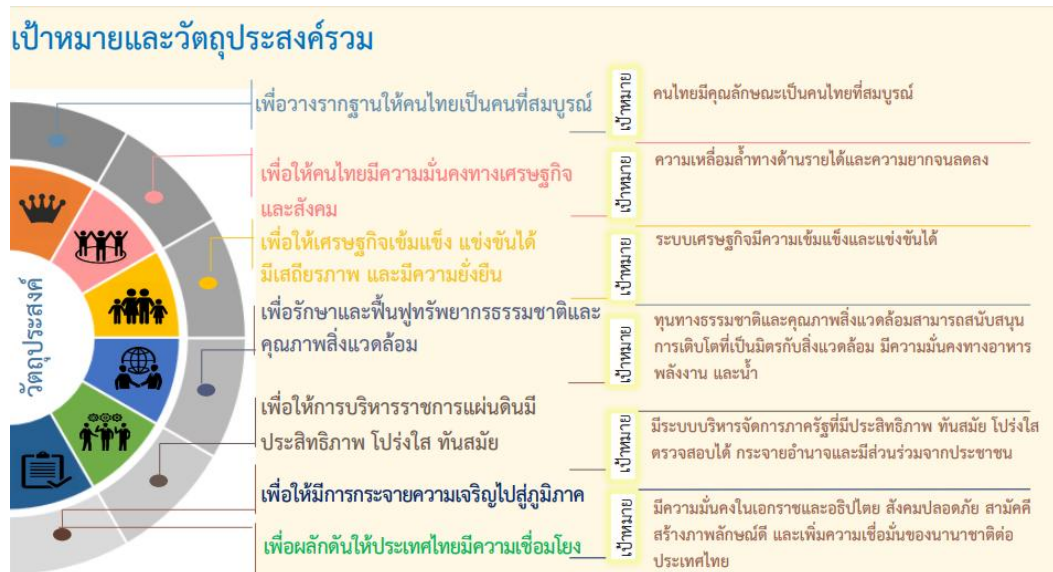 เป้าหมายและวัตถุประสงค์รวม
วัตถุประสงค์
เพื่อวางรากฐานให้คนไทยเป็นคนที่สมบูรณ์
เป้าหมาย
คนไทยมีคุณลักษณะเป็นคนไทยที่สมบูรณ์
เพื่อให้คนไทยมีความมั่นคงทางเศรษฐกิจ
และสังคม
เป้าหมาย
ความเหลื่อมล้ำทางด้านรายได้และความยากจนลดลง
เพื่อให้เศรษฐกิจเข้มแข็ง แข่งขันได้
มีเสถียรภาพ และมีความยั่งยืน
เป้าหมาย
ระบบเศรษฐกิจมีความเข้มแข็งและแข่งขันได้
เพื่อรักษาและฟื้นฟูทรัพยากรธรรมชาติและ
คุณภาพสิ่งแวดล้อม
เป้าหมาย
ทุนทางธรรมชาติและคุณภาพสิ่งแวดล้อมสามารถสนับสนุน
การเติบโตที่เป็นมิตรกับสิ่งแวดล้อม มีความมั่นคงทางอาหาร
พลังงาน และน้ำ
เพื่อให้การบริหารราชการแผ่นดินมี
ประสิทธิภาพ โปร่งใส ทันสมัย
เป้าหมาย
มีระบบบริหารจัดการภาครัฐที่มีประสิทธิภาพ ทันสมัย โปร่งใส
ตรวจสอบได้ กระจายอำนาจและมีส่วนร่วมจากประชาชน
เพื่อให้มีการกระจายความเจริญไปสู่ภูมิภาค
เพื่อผลักดันให้ประเทศไทยมีความเชื่อมโยง
เป้าหมาย
มีความมั่นคงในเอกราชและอธิปไตย สังคมปลอดภัย สามัคคี
สร้างภาพลักษณ์ดี และเพิ่มความเชื่อมั่นของนานาชาติต่อ
ประเทศไทย